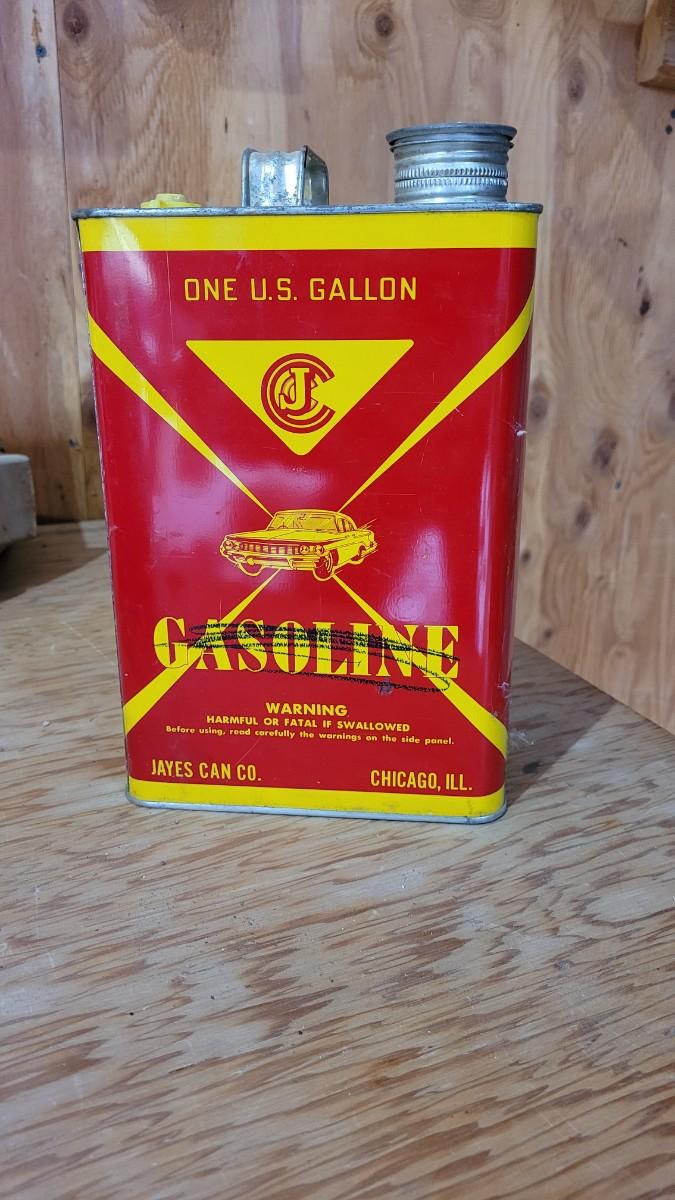 ONE U.S. GALLON
JCC
GASOLINE
WARNING
HARMFUL OR FATAL IF SWALLOWED
Before using, read carefully the warnings on the side panel.
JAYES CAN CO. CHICAGO, ILL.